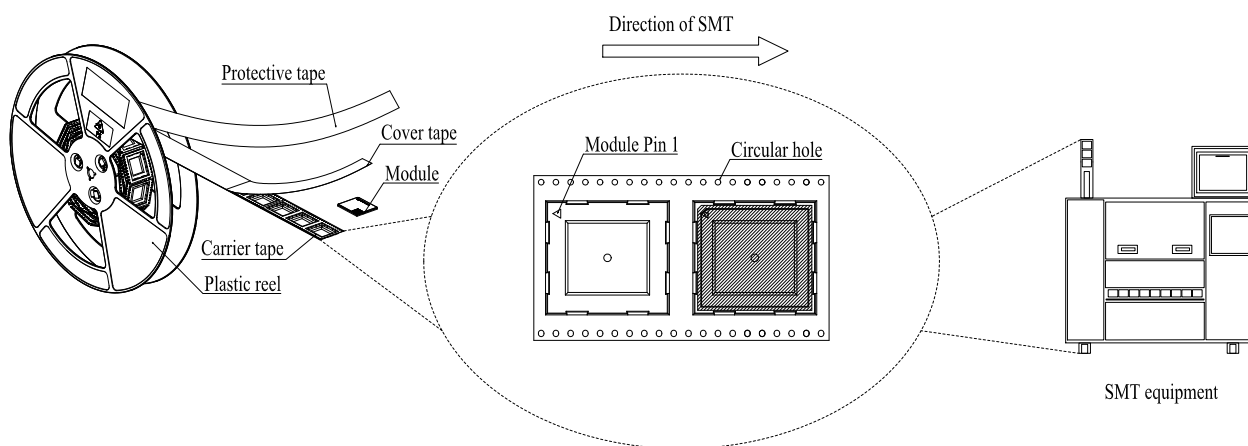 Direction of SMT
Protective tape
Cover tape
Module
Carrier tape
Plastic reel
Module Pin 1
Circular hole
SMT equipment